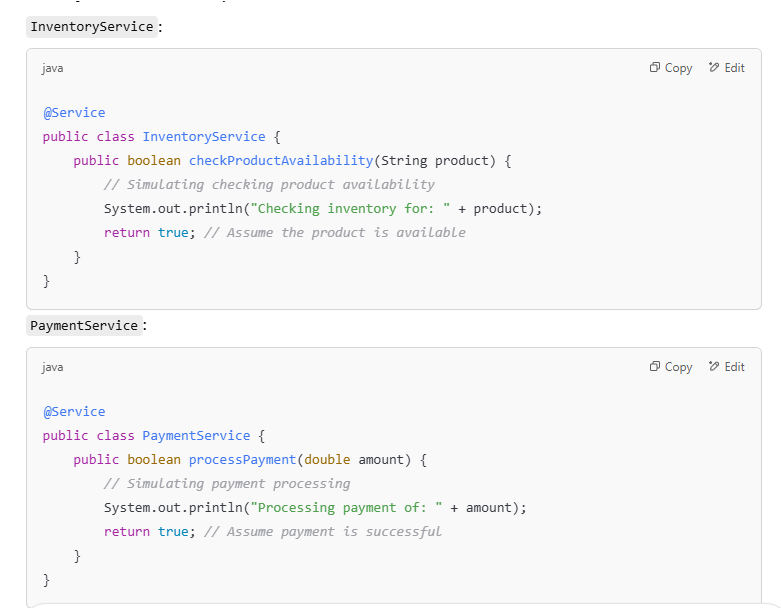 InventoryService:
java
Copy
Edit
@Service
public class InventoryService {
    public boolean checkProductAvailability(String product) {
        // Simulating checking product availability
        System.out.println("Checking inventory for: " + product);
        return true; // Assume the product is available
    }
}
PaymentService:
java
Copy
Edit
@Service
public class PaymentService {
    public boolean processPayment(double amount) {
        // Simulating payment processing
        System.out.println("Processing payment of: " + amount);
        return true; // Assume payment is successful
    }
}